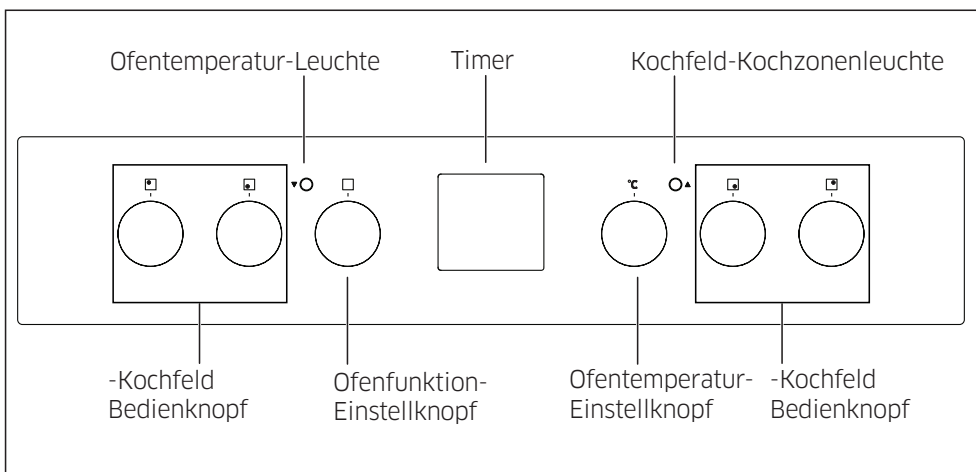 Ofentemperatur-Leuchte
Timer
Kochfeld-Kochzonenleuchte
°C
-Kochfeld
Bedienknopf
Ofenfunktion-
Einstellknopf
Ofentemperatur-
Einstellknopf
-Kochfeld
Bedienknopf